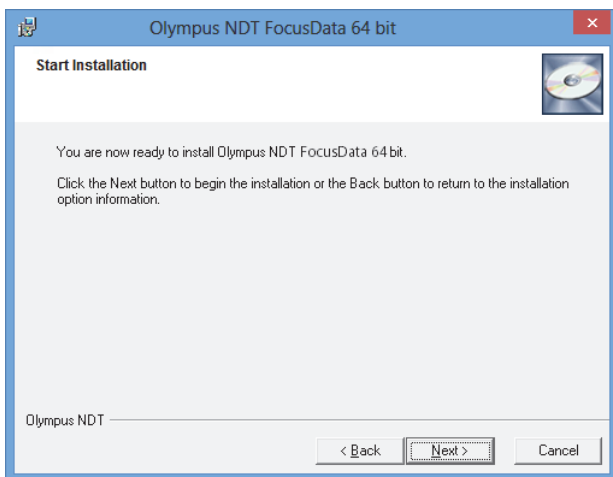 Olympus NDT FocusData 64 bit
Start Installation
You are now ready to install Olympus NDT FocusData 64 bit.
Click the Next button to begin the installation or the Back button to return to the installation
option information.
Olympus NDT
< Back Next > Cancel